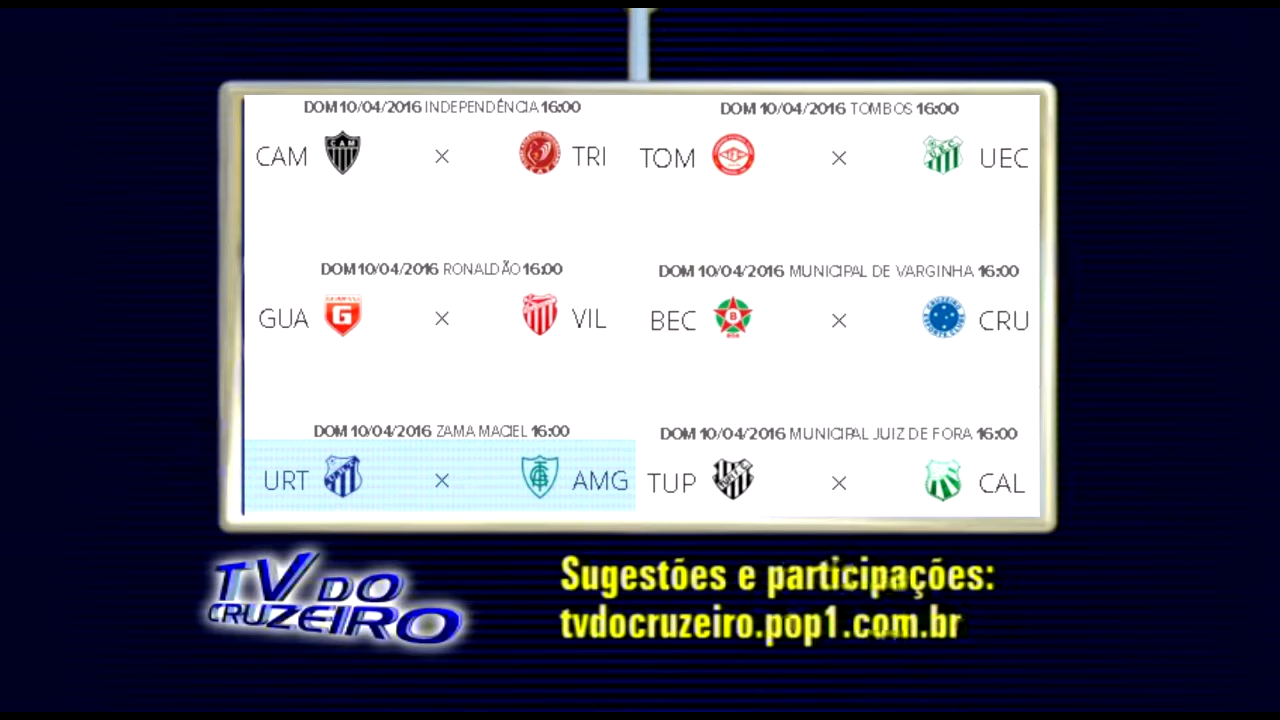 DOM 10/04/2016 INDEPENDÊNCIA 16:00
CAM × TRI
DOM 10/04/2016 TOMBOS 16:00
TOM × UEC
DOM 10/04/2016 RONALDÃO 16:00
GUA × VIL
DOM 10/04/2016 MUNICIPAL DE VARGINHA 16:00
BEC × CRU
DOM 10/04/2016 ZAMA MACIEL 16:00
URT × AMG
DOM 10/04/2016 MUNICIPAL JUIZ DE FORA 16:00
TUP × CAL
TV DO
CRUZEIRO
Sugestões e participações:
tvdocruzeiro.pop1.com.br